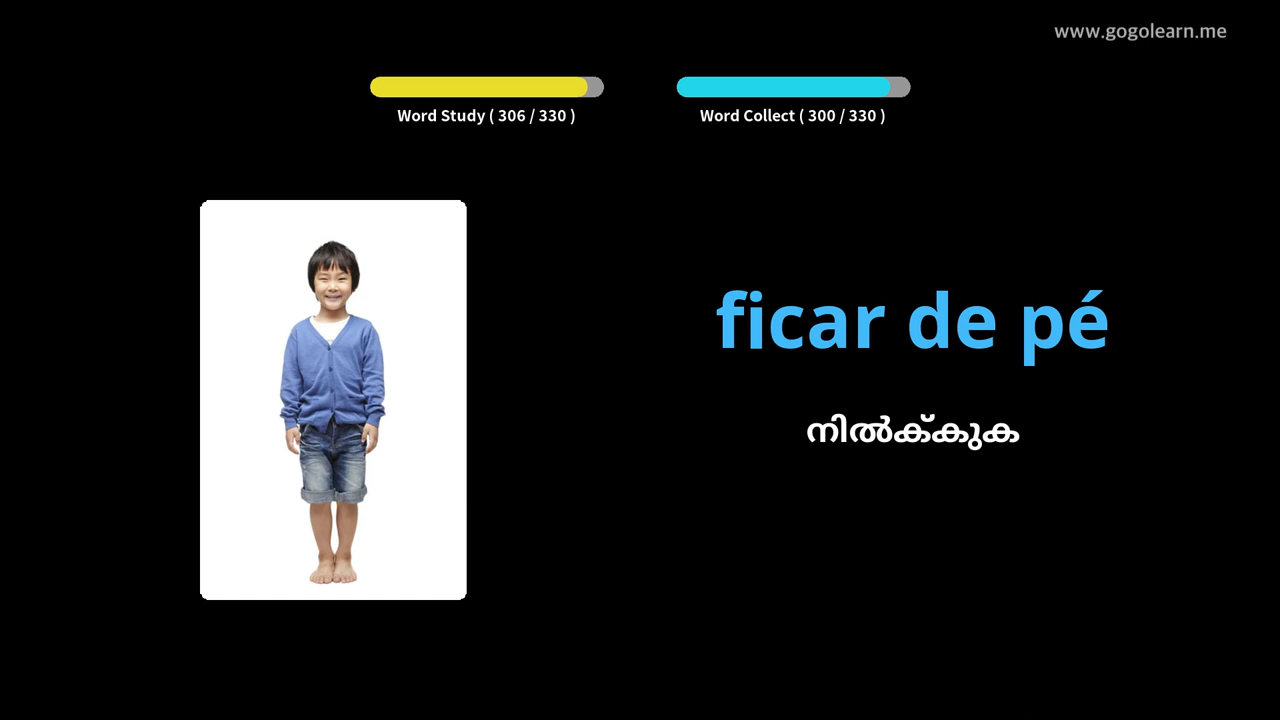 www.gogolearn.me
Word Study ( 306 / 330 )
Word Collect ( 300 / 330 )
ficar de pé
നിൽക്കുക